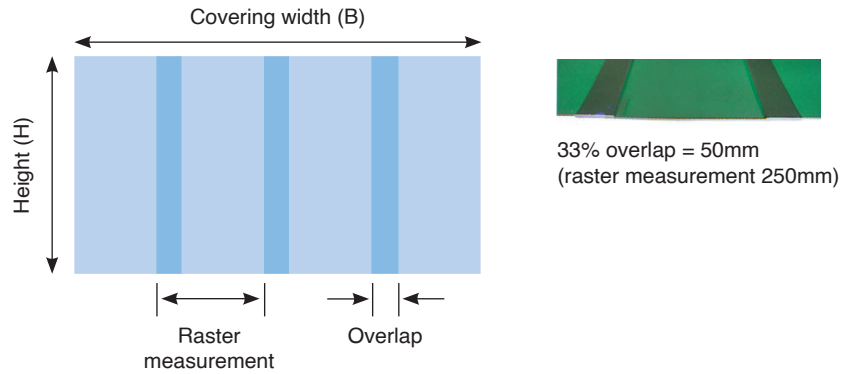 Covering width (B)
Height (H)
33% overlap = 50mm
(raster measurement 250mm)
Raster
measurement
Overlap